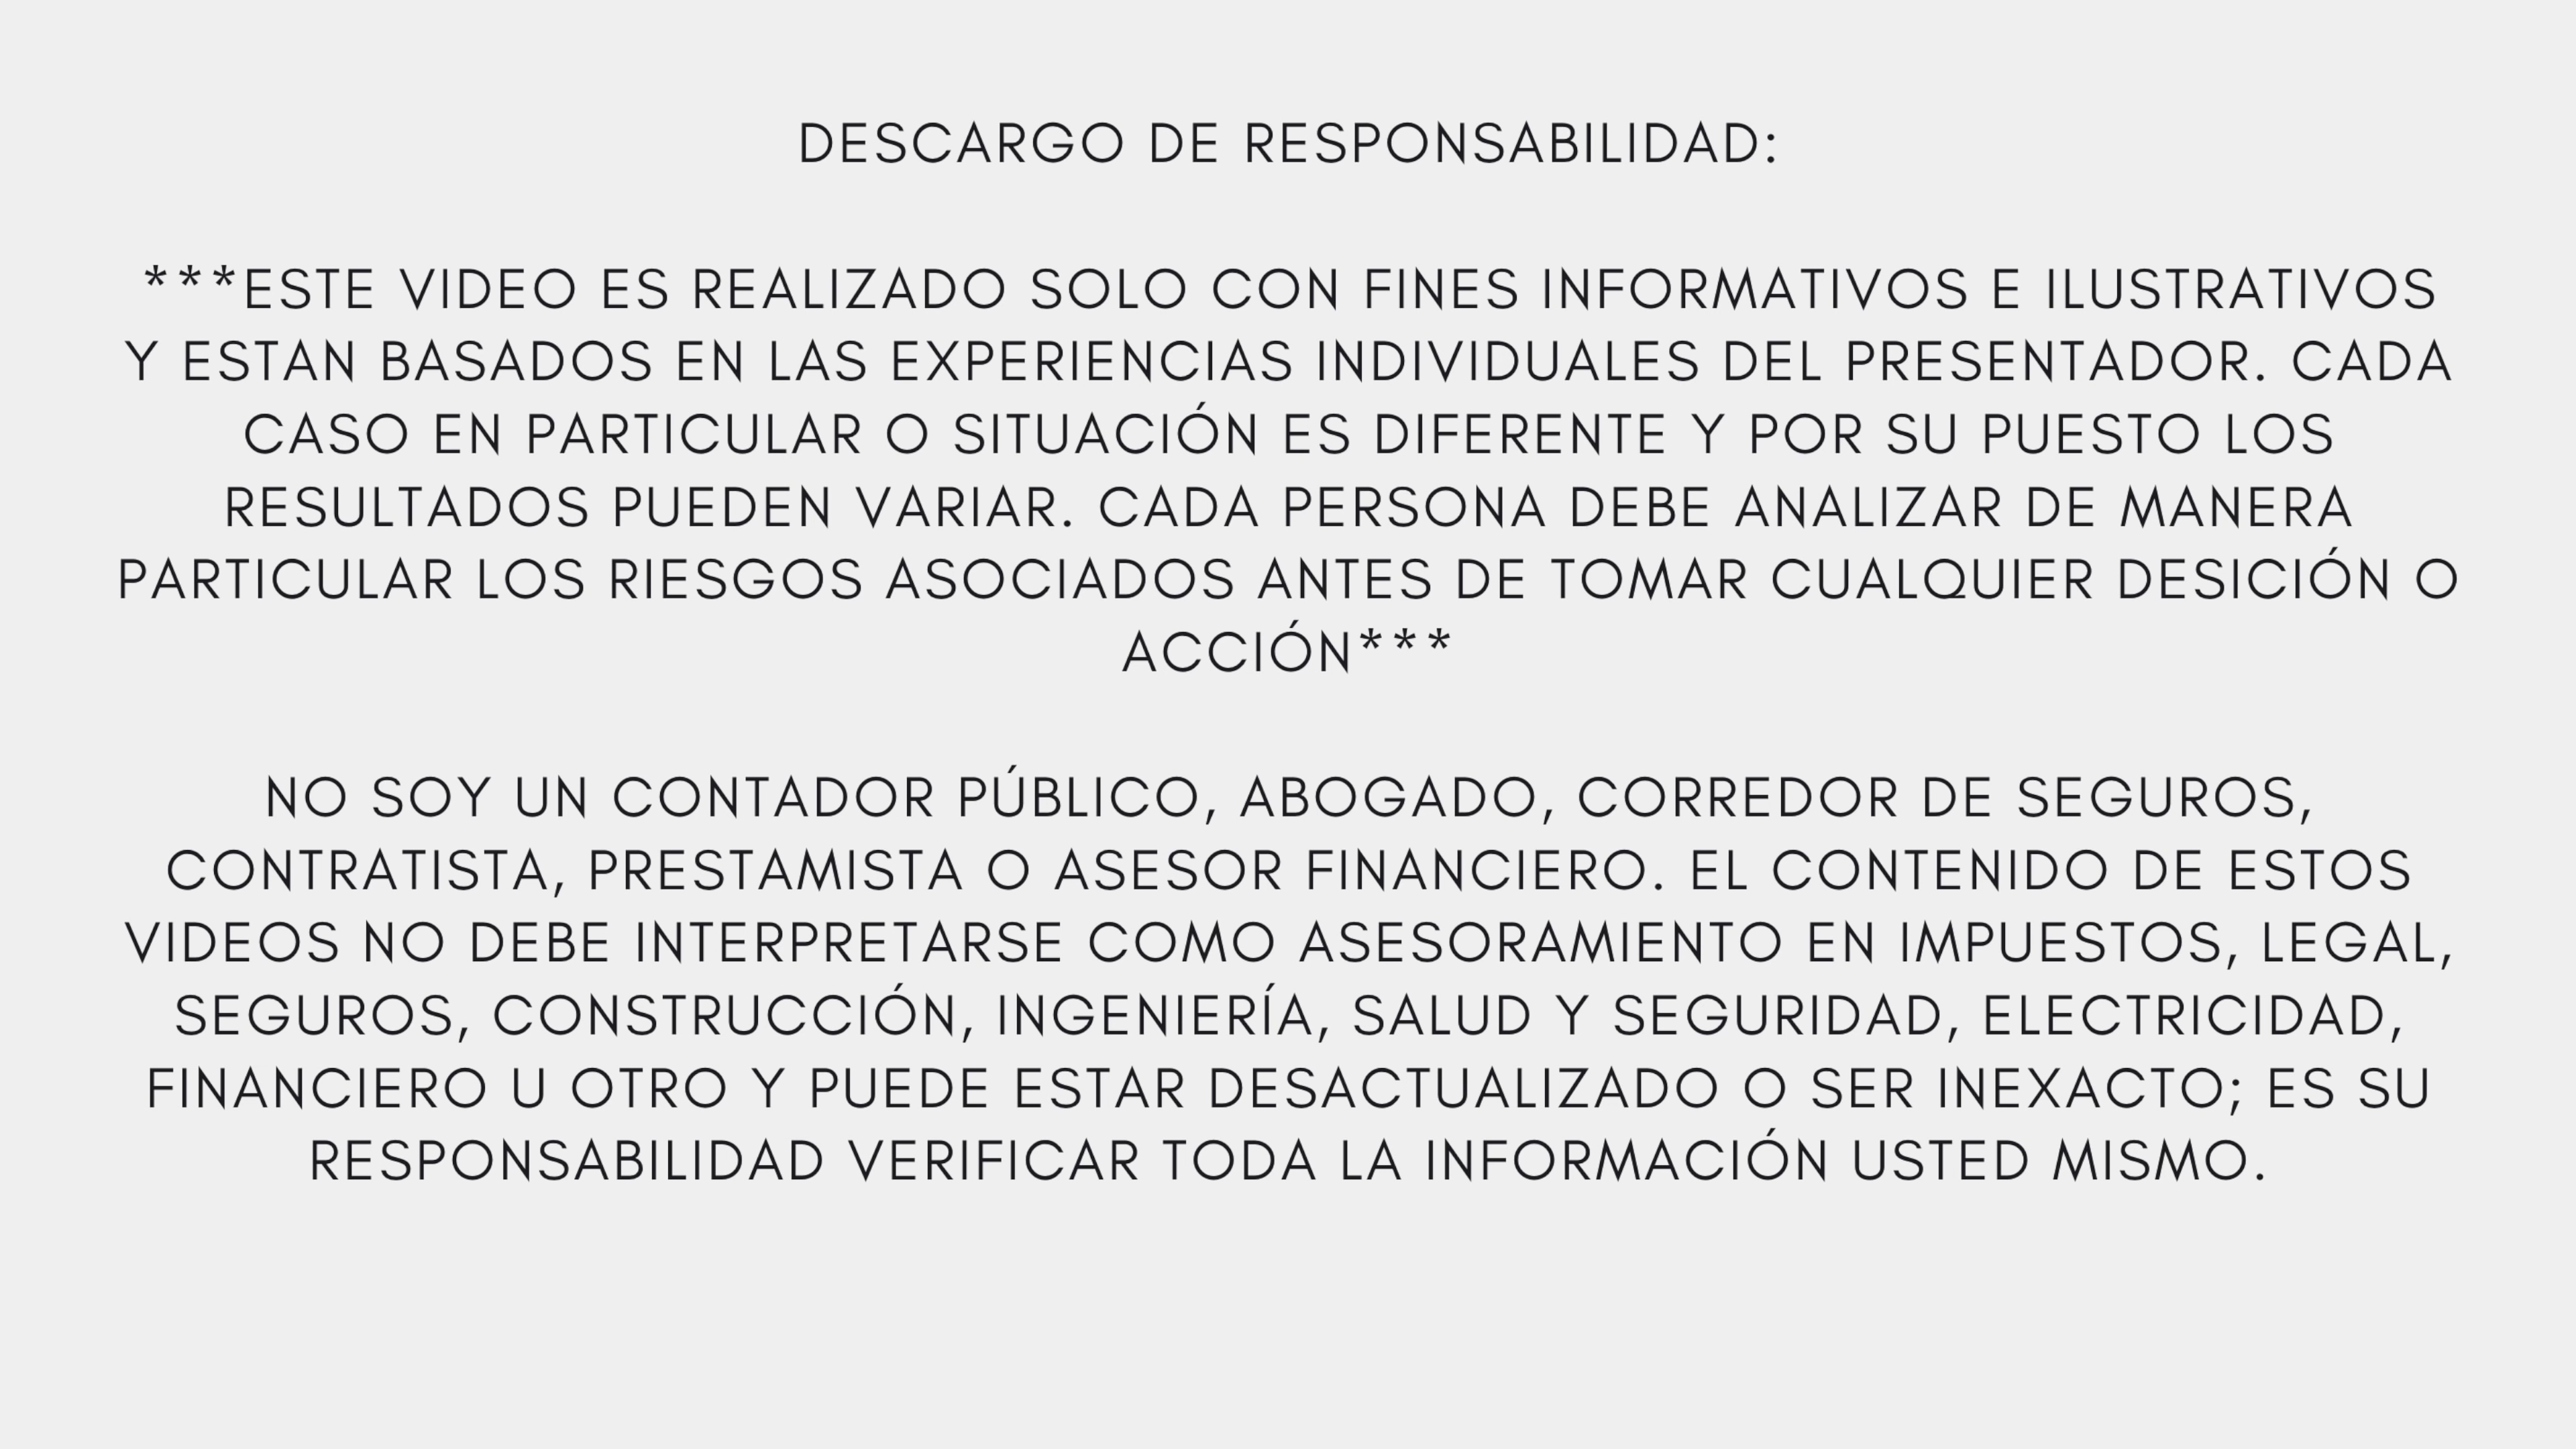 DESCARGO DE RESPONSABILIDAD:
***ESTE VIDEO ES REALIZADO SOLO CON FINES INFORMATIVOS E ILUSTRATIVOS
Y ESTAN BASADOS EN LAS EXPERIENCIAS INDIVIDUALES DEL PRESENTADOR. CADA
CASO EN PARTICULAR O SITUACIÓN ES DIFERENTE Y POR SU PUESTO LOS
RESULTADOS PUEDEN VARIAR. CADA PERSONA DEBE ANALIZAR DE MANERA
PARTICULAR LOS RIESGOS ASOCIADOS ANTES DE TOMAR CUALQUIER DESICIÓN O
ACCIÓN***
NO SOY UN CONTADOR PÚBLICO, ABOGADO, CORREDOR DE SEGUROS,
CONTRATISTA, PRESTAMISTA O ASESOR FINANCIERO. EL CONTENIDO DE ESTOS
VIDEOS NO DEBE INTERPRETARSE COMO ASESORAMIENTO EN IMPUESTOS, LEGAL,
SEGUROS, CONSTRUCCIÓN, INGENIERÍA, SALUD Y SEGURIDAD, ELECTRICIDAD,
FINANCIERO U OTRO Y PUEDE ESTAR DESACTUALIZADO O SER INEXACTO; ES SU
RESPONSABILIDAD VERIFICAR TODA LA INFORMACIÓN USTED MISMO.